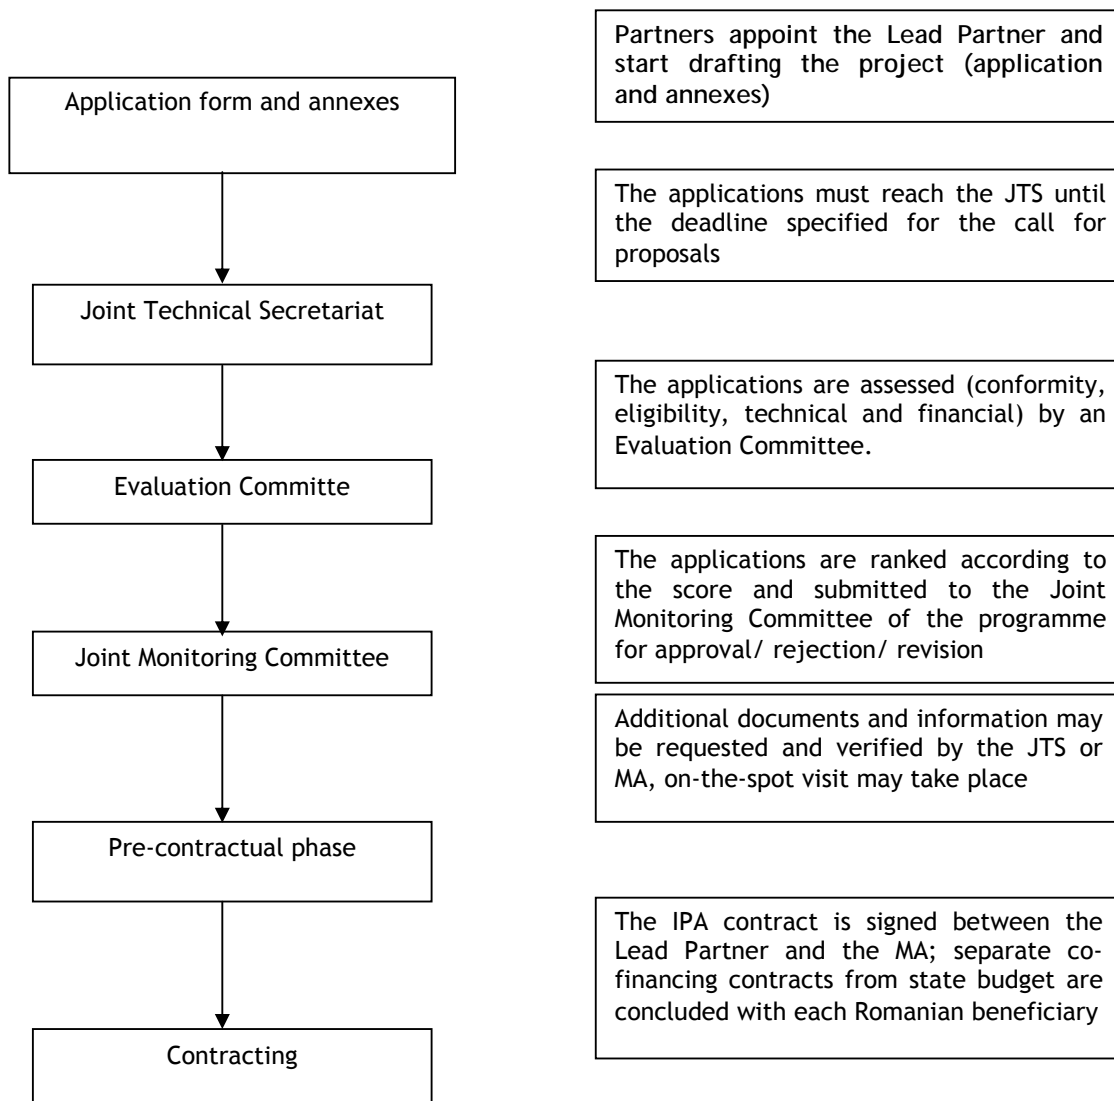 Partners appoint the Lead Partner and
start drafting the project (application
and annexes)
Application form and annexes
The applications must reach the JTS until
the deadline specified for the call for
proposals
Joint Technical Secretariat
The applications are assessed (conformity,
eligibility, technical and financial) by an
Evaluation Committee.
Evaluation Committe
The applications are ranked according to
the score and submitted to the Joint
Monitoring Committee of the programme
for approval/ rejection/ revision
Joint Monitoring Committee
Additional documents and information may
be requested and verified by the JTS or
MA, on-the-spot visit may take place
Pre-contractual phase
The IPA contract is signed between the
Lead Partner and the MA; separate co-
financing contracts from state budget are
concluded with each Romanian beneficiary
Contracting